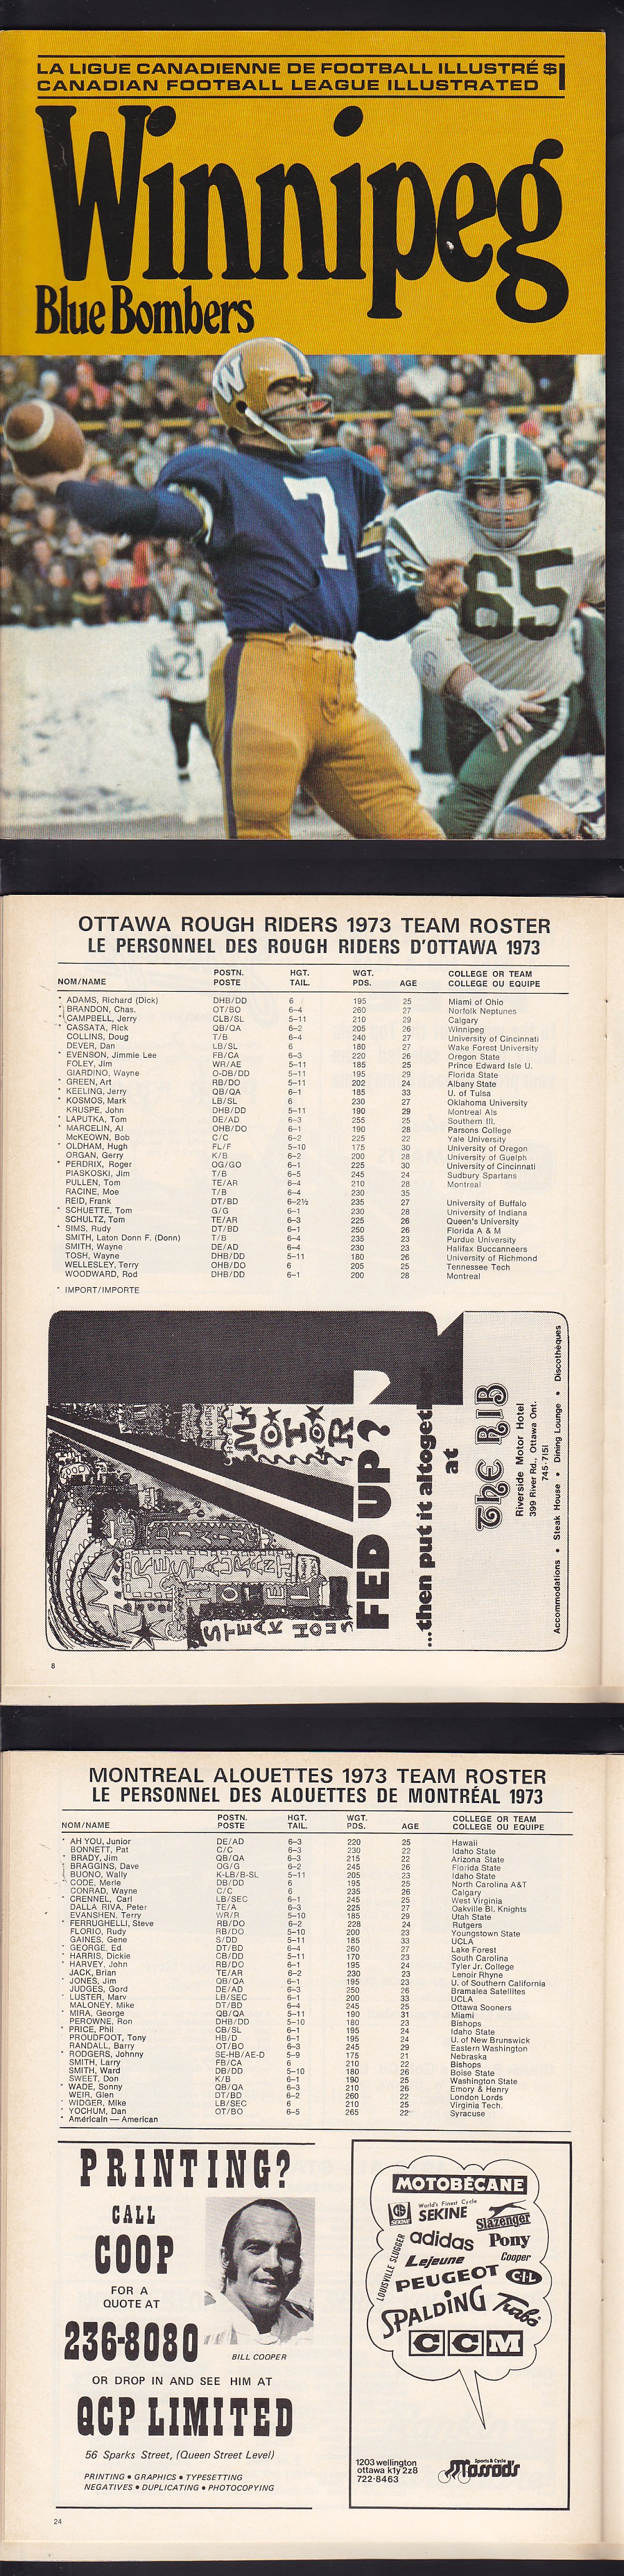 LA LIGUE CANADIENNE DE FOOTBALL ILLUSTRÉ $1
CANADIAN FOOTBALL LEAGUE ILLUSTRATED
Winnipeg
Blue Bombers
W
7
65
21
OTTAWA ROUGH RIDERS 1973 TEAM ROSTER
LE PERSONNEL DES ROUGH RIDERS D'OTTAWA 1973
POSTN. HGT. WGT. COLLEGE OR TEAM
NOM/NAME POSTE TAIL. PDS. AGE COLLEGE OU EQUIPE
* ADAMS, Richard (Dick) DHB/DD 6 195 25 Miami of Ohio
* BRANDON, Chas. OT/BO 6-4 260 27 Norfolk Neptunes
* CAMPBELL, Jerry CLB/SL 5-11 210 29 Calgary
* CASSATA, Rick QB/QA 6-2 205 26 Winnipeg
COLLINS, Doug T/B 6-4 240 27 University of Cincinnati
DEVER, Dan LB/SL 6 180 27 Wake Forest University
* EVENSON, Jimmie Lee FB/CA 6-3 220 26 Oregon State
FOLEY, Jim WR/AE 5-11 185 25 Prince Edward Isle U.
GIARDINO, Wayne O-DB/DD 5-11 195 29 Florida State
* GREEN, Art RB/DO 5-11 202 24 Albany State
* KEELING, Jerry QB/QA 6-1 185 33 U. of Tulsa
* KOSMOS, Mark LB/SL 6 230 27 Oklahoma University
KRUSPE, John DHB/DD 5-11 190 29 Montreal Als
* LAPUTKA, Tom DE/AD 6-3 255 25 Southern Ill.
* MARCELIN, Al OHB/DO 6-1 190 28 Parsons College
McKEOWN, Bob C/C 6-2 225 22 Yale University
* OLDHAM, Hugh FL/F 5-10 175 30 University of Oregon
ORGAN, Gerry K/B 6-2 200 28 University of Guelph
* PERDRIX, Roger OG/GO 6-1 225 30 University of Cincinnati
PIASKOSKI, Jim T/B 6-5 245 24 Sudbury Spartans
PULLEN, Tom TE/AR 6-4 210 28 Montreal
RACINE, Moe T/B 6-4 230 35
REID, Frank DT/BD 6-2½ 235 27 University of Buffalo
* SCHUETTE, Tom G/G 6-1 230 28 University of Indiana
SCHULTZ, Tom TE/AR 6-3 225 26 Queen's University
* SIMS, Rudy DT/BD 6-1 250 26 Florida A & M
SMITH, Laton Donn F. (Donn) T/B 6-4 235 23 Purdue University
SMITH, Wayne DE/AD 6-4 230 23 Halifax Buccanneers
TOSH, Wayne DHB/DD 5-11 180 26 University of Richmond
WELLESLEY, Terry OHB/DO 6 205 25 Tennessee Tech
WOODWARD, Rod DHB/DD 6-1 200 28 Montreal
* IMPORT/IMPORTE
MOTOR
STEAK HOUS
FED UP?
...then put it altoget
at
The RIB
Riverside Motor Hotel
399 River Rd., Ottawa Ont.
745-7151
Accommodations • Steak House • Dining Lounge • Discothèques
8
MONTREAL ALOUETTES 1973 TEAM ROSTER
LE PERSONNEL DES ALOUETTES DE MONTRÉAL 1973
POSTN. HGT. WGT. COLLEGE OR TEAM
NOM/NAME POSTE TAIL. PDS. AGE COLLEGE OU EQUIPE
* AH YOU, Junior DE/AD 6-3 220 25 Hawaii
BONNETT, Pat C/C 6-3 230 22 Idaho State
* BRADY, Jim QB/QA 6-3 215 22 Arizona State
* BRAGGINS, Dave OG/G 6-2 245 26 Florida State
* BUONO, Wally K-LB/B-SL 5-11 205 23 Idaho State
* CODE, Merle DB/DD 6 195 25 North Carolina A&T
CONRAD, Wayne C/C 6 235 26 Calgary
* CRENNEL, Carl LB/SEC 6-1 245 25 West Virginia
DALLA RIVA, Peter TE/A 6-3 225 27 Oakville Bl. Knights
EVANSHEN, Terry WR/R 5-10 185 29 Utah State
* FERRUGHELLI, Steve RB/DO 6-2 228 24 Rutgers
FLORIO, Rudy RB/DO 5-10 200 23 Youngstown State
GAINES, Gene S/DD 5-11 185 33 UCLA
* GEORGE, Ed. DT/BD 6-4 260 27 Lake Forest
* HARRIS, Dickie CB/DD 5-11 170 23 South Carolina
* HARVEY, John RB/DO 6-1 195 24 Tyler Jr. College
JACK, Brian TE/AR 6-2 230 23 Lenoir Rhyne
* JONES, Jim QB/QA 6-1 195 23 U. of Southern California
JUDGES, Gord DE/AD 6-3 250 26 Bramalea Satellites
* LUSTER, Marv LB/SEC 6-1 200 33 UCLA
MALONEY, Mike DT/BD 6-4 245 25 Ottawa Sooners
* MIRA, George QB/QA 5-11 190 31 Miami
PEROWNE, Ron DHB/DD 5-10 180 23 Bishops
* PRICE, Phil CB/SL 6-1 195 24 Idaho State
PROUDFOOT, Tony HB/D 6-1 195 24 U. of New Brunswick
* RANDALL, Barry OT/BO 6-3 245 29 Eastern Washington
* RODGERS, Johnny SE-HB/AE-D 5-9 175 21 Nebraska
SMITH, Larry FB/CA 6 210 22 Bishops
SMITH, Ward DB/DD 5-10 180 26 Boise State
* SWEET, Don K/B 6-1 190 25 Washington State
* WADE, Sonny QB/QA 6-3 210 26 Emory & Henry
WEIR, Glen DT/BD 6-2 260 22 London Lords
* WIDGER, Mike LB/SEC 6 210 25 Virginia Tech.
* YOCHUM, Dan OT/BO 6-5 265 22 Syracuse
* Américain — American
PRINTING?
CALL
COOP
FOR A
QUOTE AT
236-8080
BILL COOPER
OR DROP IN AND SEE HIM AT
QCP LIMITED
56 Sparks Street, (Queen Street Level)
PRINTING • GRAPHICS • TYPESETTING
NEGATIVES • DUPLICATING • PHOTOCOPYING
MOTOBÉCANE
World's Finest Cycle
SEKINE
Slazenger
adidas
Pony
LOUISVILLE SLUGGER
Lejeune
Cooper
PEUGEOT
CIL
SPALDING
Turbo
CCM
1203 wellington
ottawa k1y 2z8
722-8463
Sports & Cycle
Massad's
24